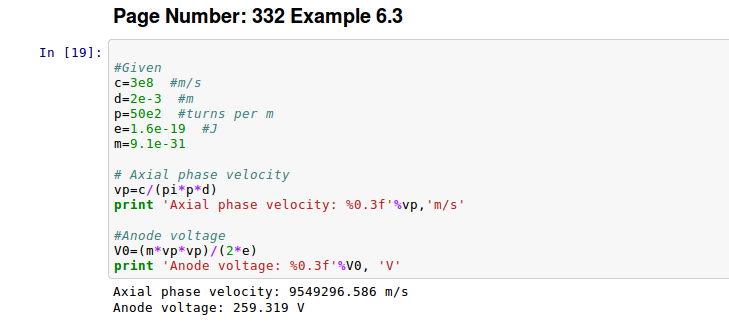 Page Number: 332 Example 6.3
In [19]:
#Given
c=3e8  #m/s
d=2e-3  #m
p=50e2  #turns per m
e=1.6e-19  #J
m=9.1e-31
# Axial phase velocity
vp=c/(pi*p*d)
print 'Axial phase velocity: %0.3f'%vp,'m/s'
#Anode voltage
V0=(m*vp*vp)/(2*e)
print 'Anode voltage: %0.3f'%V0, 'V'
Axial phase velocity: 9549296.586 m/s
Anode voltage: 259.319 V